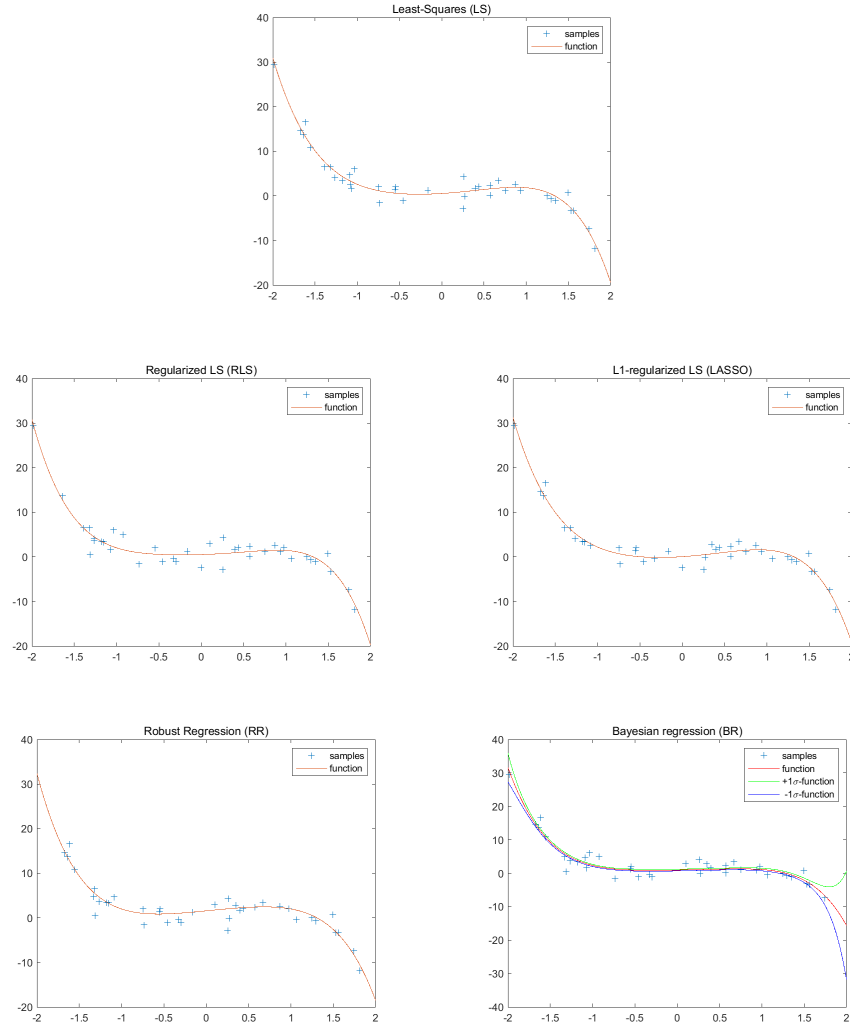 Least-Squares (LS)
40
30
20
10
0
-10
-20
-2 -1.5 -1 -0.5 0 0.5 1 1.5 2
samples
function
Regularized LS (RLS)
40
30
20
10
0
-10
-20
-2 -1.5 -1 -0.5 0 0.5 1 1.5 2
samples
function
L1-regularized LS (LASSO)
40
30
20
10
0
-10
-20
-2 -1.5 -1 -0.5 0 0.5 1 1.5 2
samples
function
Robust Regression (RR)
40
30
20
10
0
-10
-20
-2 -1.5 -1 -0.5 0 0.5 1 1.5 2
samples
function
Bayesian regression (BR)
40
30
20
10
0
-10
-20
-30
-40
-2 -1.5 -1 -0.5 0 0.5 1 1.5 2
samples
function
+1σ-function
-1σ-function